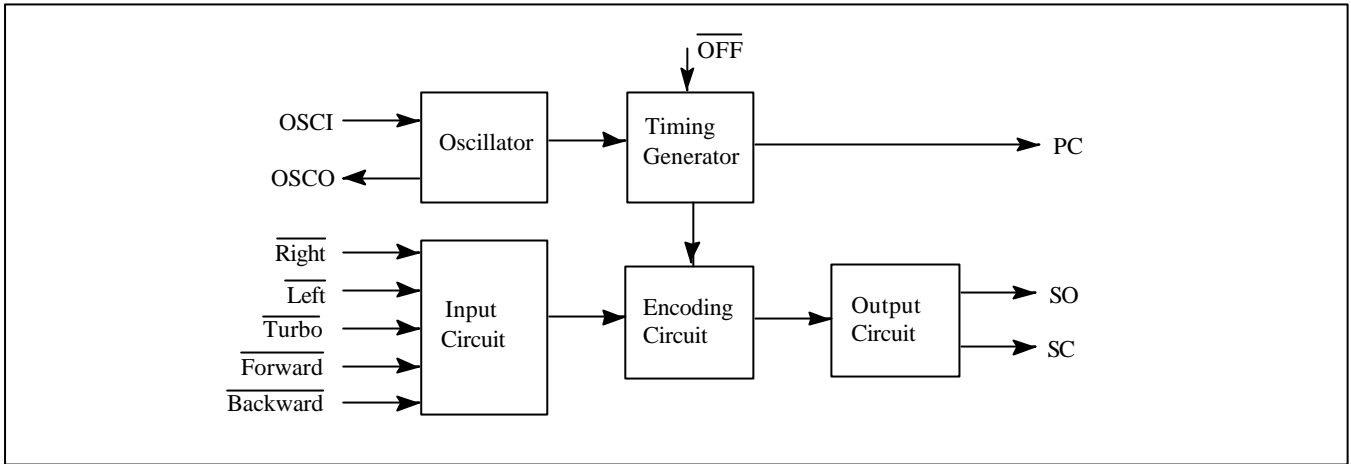 OFF
OSCI
OSCO
Oscillator
Timing
Generator
PC
Right
Left
Turbo
Forward
Backward
Input
Circuit
Encoding
Circuit
Output
Circuit
SO
SC